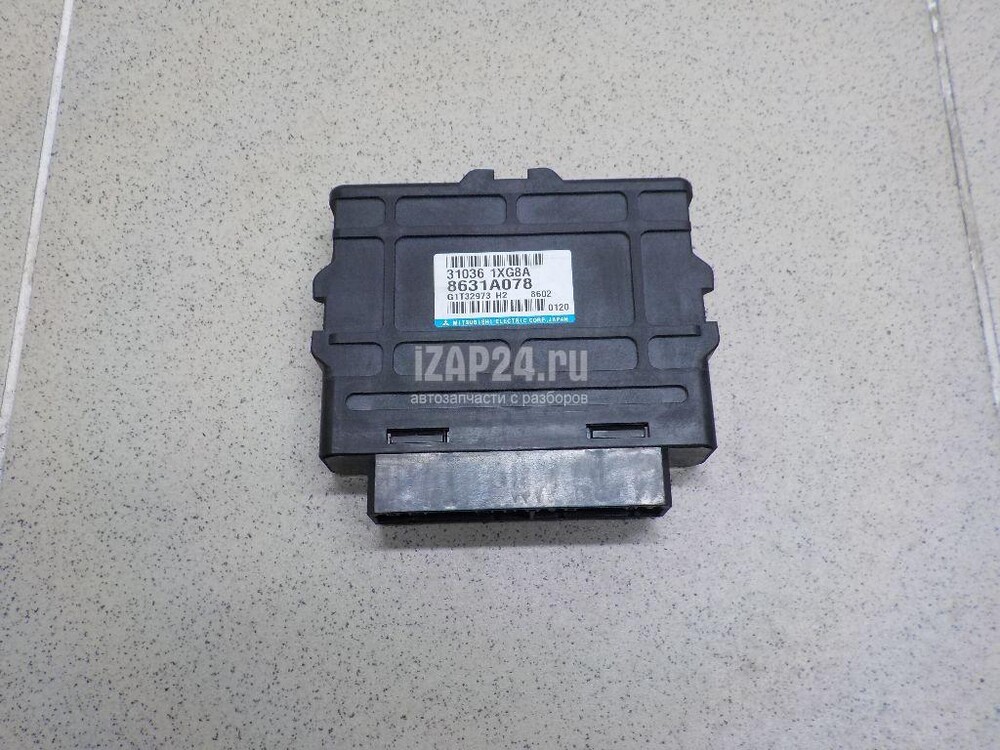 31036 1XG8A
8631A078
G1T32973 H2 8602
0120
MITSUBISHI ELECTRIC CORP. JAPAN
iZAP24.ru
автозапчасти с разборов